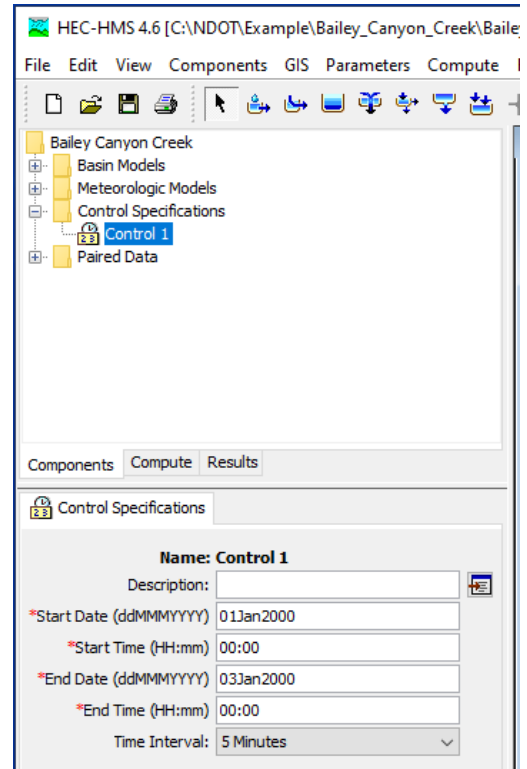 HEC-HMS 4.6 [C:\NDOT\Example\Bailey_Canyon_Creek\Baile
File Edit View Components GIS Parameters Compute
Bailey Canyon Creek
Basin Models
Meteorologic Models
Control Specifications
Control 1
Paired Data
Components Compute Results
Control Specifications
Name: Control 1
Description:
*Start Date (ddMMMYYYY) 01Jan2000
*Start Time (HH:mm) 00:00
*End Date (ddMMMYYYY) 03Jan2000
*End Time (HH:mm) 00:00
Time Interval: 5 Minutes